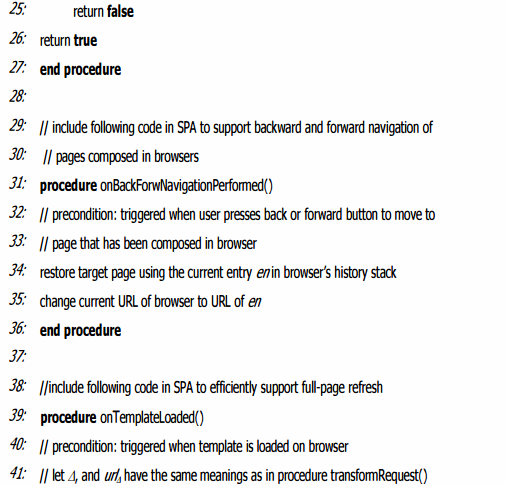 25: return false
26: return true
27: end procedure
28:
29: // include following code in SPA to support backward and forward navigation of
30: // pages composed in browsers
31: procedure onBackForwNavigationPerformed()
32: // precondition: triggered when user presses back or forward button to move to
33: // page that has been composed in browser
34: restore target page using the current entry en in browser's history stack
35: change current URL of browser to URL of en
36: end procedure
37:
38: //include following code in SPA to efficiently support full-page refresh
39: procedure onTemplateLoaded()
40: // precondition: triggered when template is loaded on browser
41: // let Δ, and urlΔ have the same meanings as in procedure transformRequest()